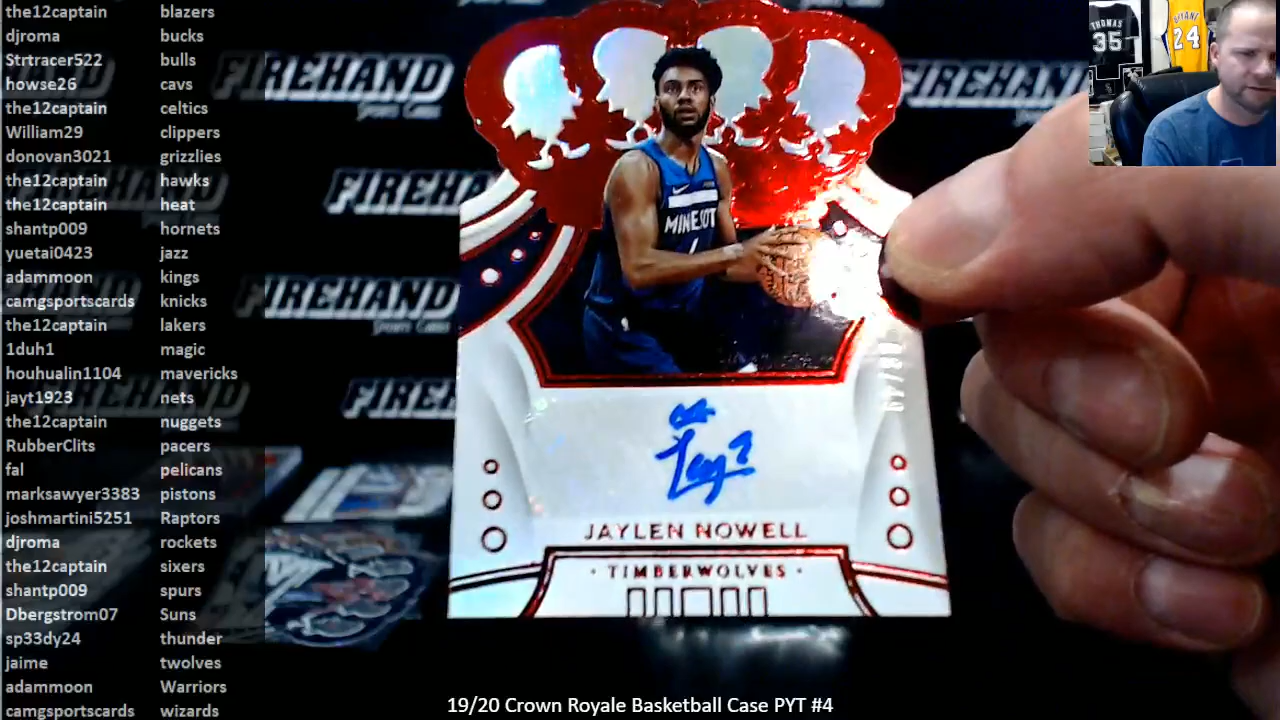 the12captain blazers
djroma bucks
Strtracer522 bulls
howse26 cavs
the12captain celtics
William29 clippers
donovan3021 grizzlies
the12captain hawks
the12captain heat
shantp009 hornets
yuetai0423 jazz
adammoon kings
camgsportscards knicks
the12captain lakers
1duh1 magic
houhualin1104 mavericks
jayt1923 nets
the12captain nuggets
RubberClits pacers
fal pelicans
marksawyer3383 pistons
joshmartini5251 Raptors
djroma rockets
the12captain sixers
shantp009 spurs
Dbergstrom07 Suns
sp33dy24 thunder
jaime twolves
adammoon Warriors
camgsportscards wizards
FIREHAND
FIREHAND
FIREHAND
FIREHAND
FIREHAND
THOMAS
35
BRYANT
24
JAYLEN NOWELL
• TIMBERWOLVES •
19/20 Crown Royale Basketball Case PYT #4